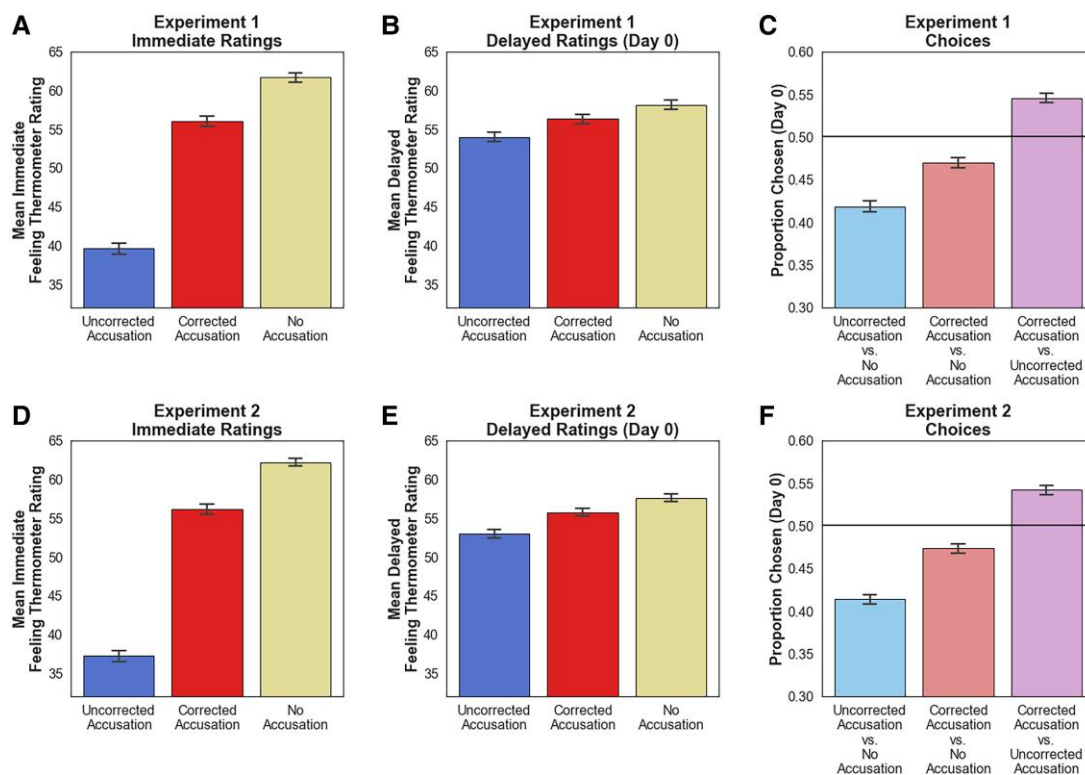 A
Experiment 1
Immediate Ratings
Mean Immediate
Feeling Thermometer Rating
65
60
55
50
45
40
35
Uncorrected
Accusation
Corrected
Accusation
No
Accusation
B
Experiment 1
Delayed Ratings (Day 0)
Mean Delayed
Feeling Thermometer Rating
65
60
55
50
45
40
35
Uncorrected
Accusation
Corrected
Accusation
No
Accusation
C
Experiment 1
Choices
Proportion Chosen (Day 0)
0.60
0.55
0.50
0.45
0.40
0.35
0.30
Uncorrected
Accusation
vs.
No
Accusation
Corrected
Accusation
vs.
No
Accusation
Corrected
Accusation
vs.
Uncorrected
Accusation
D
Experiment 2
Immediate Ratings
Mean Immediate
Feeling Thermometer Rating
65
60
55
50
45
40
35
Uncorrected
Accusation
Corrected
Accusation
No
Accusation
E
Experiment 2
Delayed Ratings (Day 0)
Mean Delayed
Feeling Thermometer Rating
65
60
55
50
45
40
35
Uncorrected
Accusation
Corrected
Accusation
No
Accusation
F
Experiment 2
Choices
Proportion Chosen (Day 0)
0.60
0.55
0.50
0.45
0.40
0.35
0.30
Uncorrected
Accusation
vs.
No
Accusation
Corrected
Accusation
vs.
No
Accusation
Corrected
Accusation
vs.
Uncorrected
Accusation